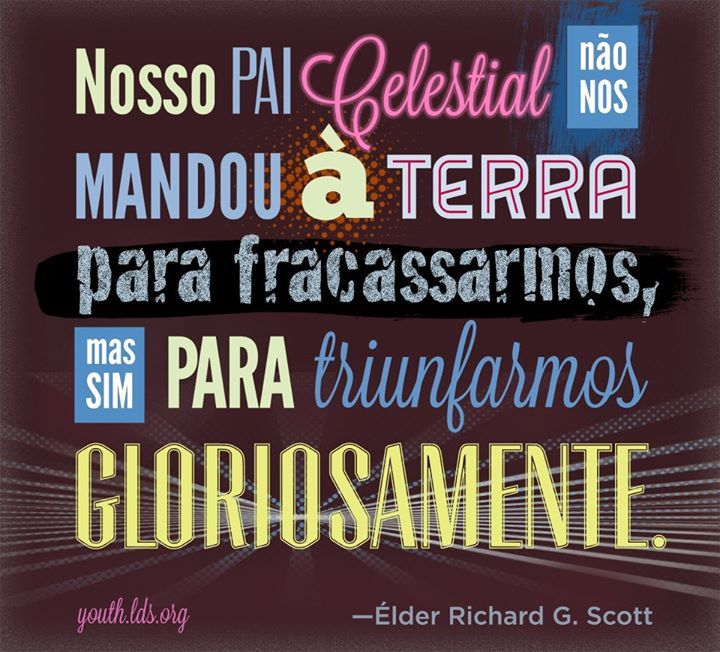 Nosso PAI Celestial não NOS
MANDOU à TERRA
para fracassarmos,
mas SIM PARA triunfarmos
GLORIOSAMENTE.
youth.lds.org —Élder Richard G. Scott